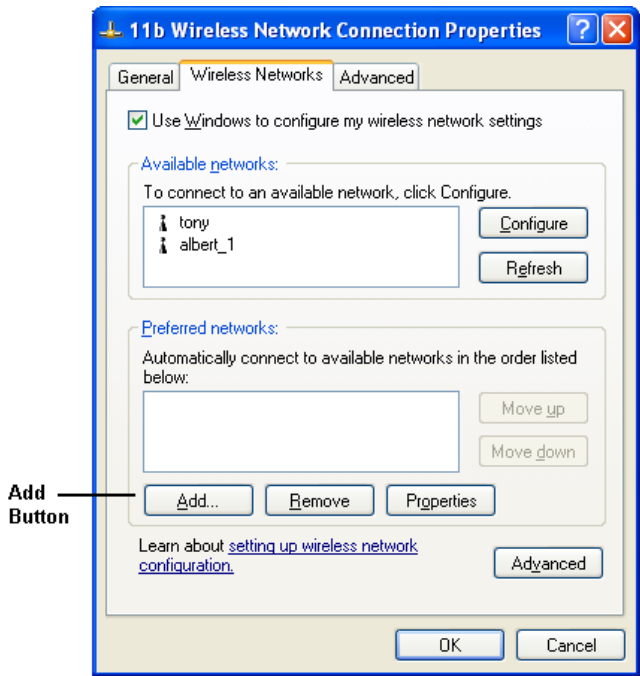 11b Wireless Network Connection Properties
General Wireless Networks Advanced
Use Windows to configure my wireless network settings
Available networks:
To connect to an available network, click Configure.
tony
albert_1
Configure
Refresh
Preferred networks:
Automatically connect to available networks in the order listed
below:
Move up
Move down
Add
Button
Add... Remove Properties
Learn about setting up wireless network
configuration.
Advanced
OK Cancel